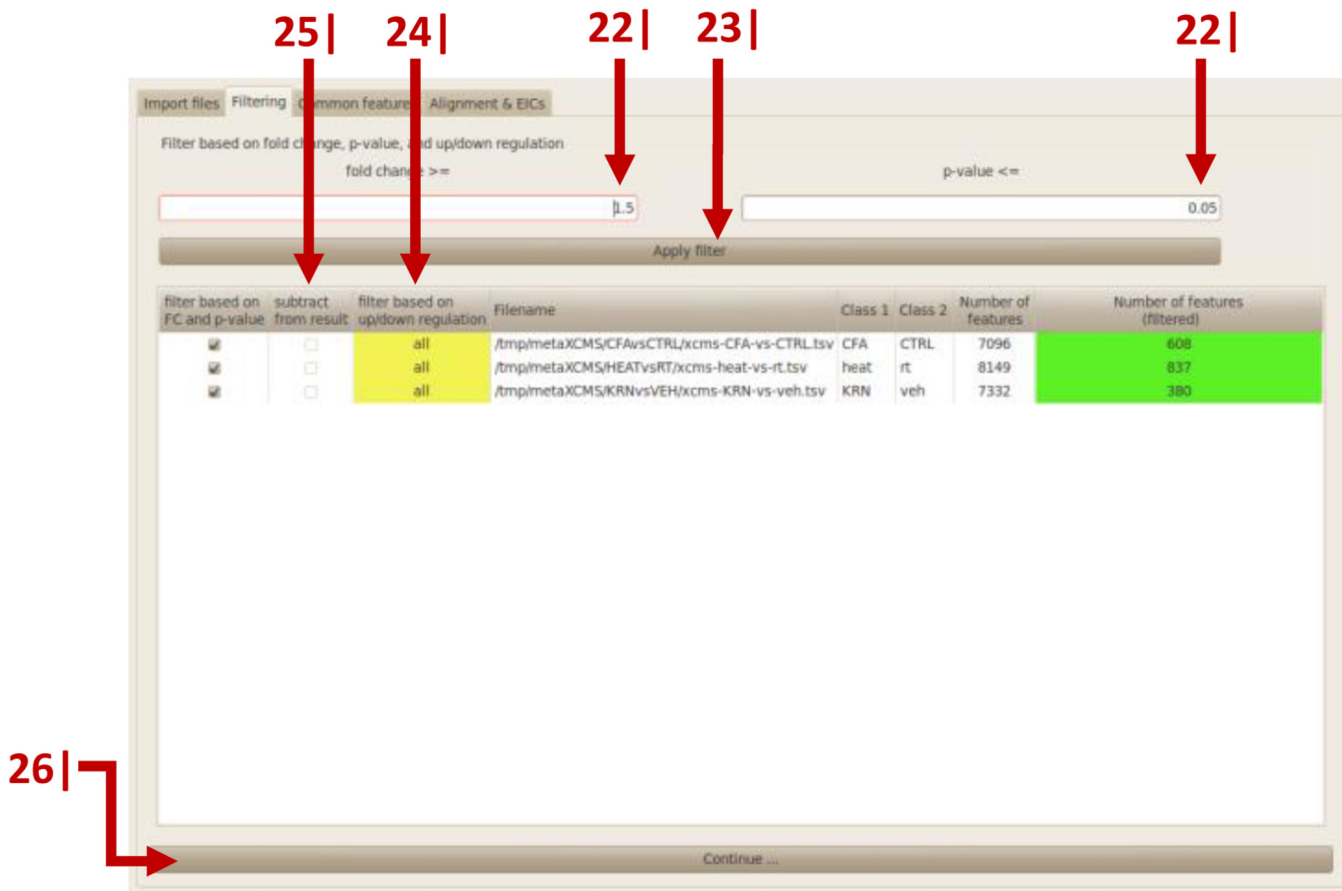 25| 24| 22| 23| 22|
Import files Filtering Common features Alignment & EICs
Filter based on fold change, p-value, and up/down regulation
fold change >= p-value <=
1.5 0.05
Apply filter
filter based on FC and p-value subtract from result filter based on up/down regulation Filename Class 1 Class 2 Number of features Number of features (filtered)
all /tmp/metaXCMS/CFAvsCTRL/xcms-CFA-vs-CTRL.tsv CFA CTRL 7096 608
all /tmp/metaXCMS/HEATvsRT/xcms-heat-vs-rt.tsv heat rt 8149 837
all /tmp/metaXCMS/KRNvsVEH/xcms-KRN-vs-veh.tsv KRN veh 7332 380
26|
Continue ...